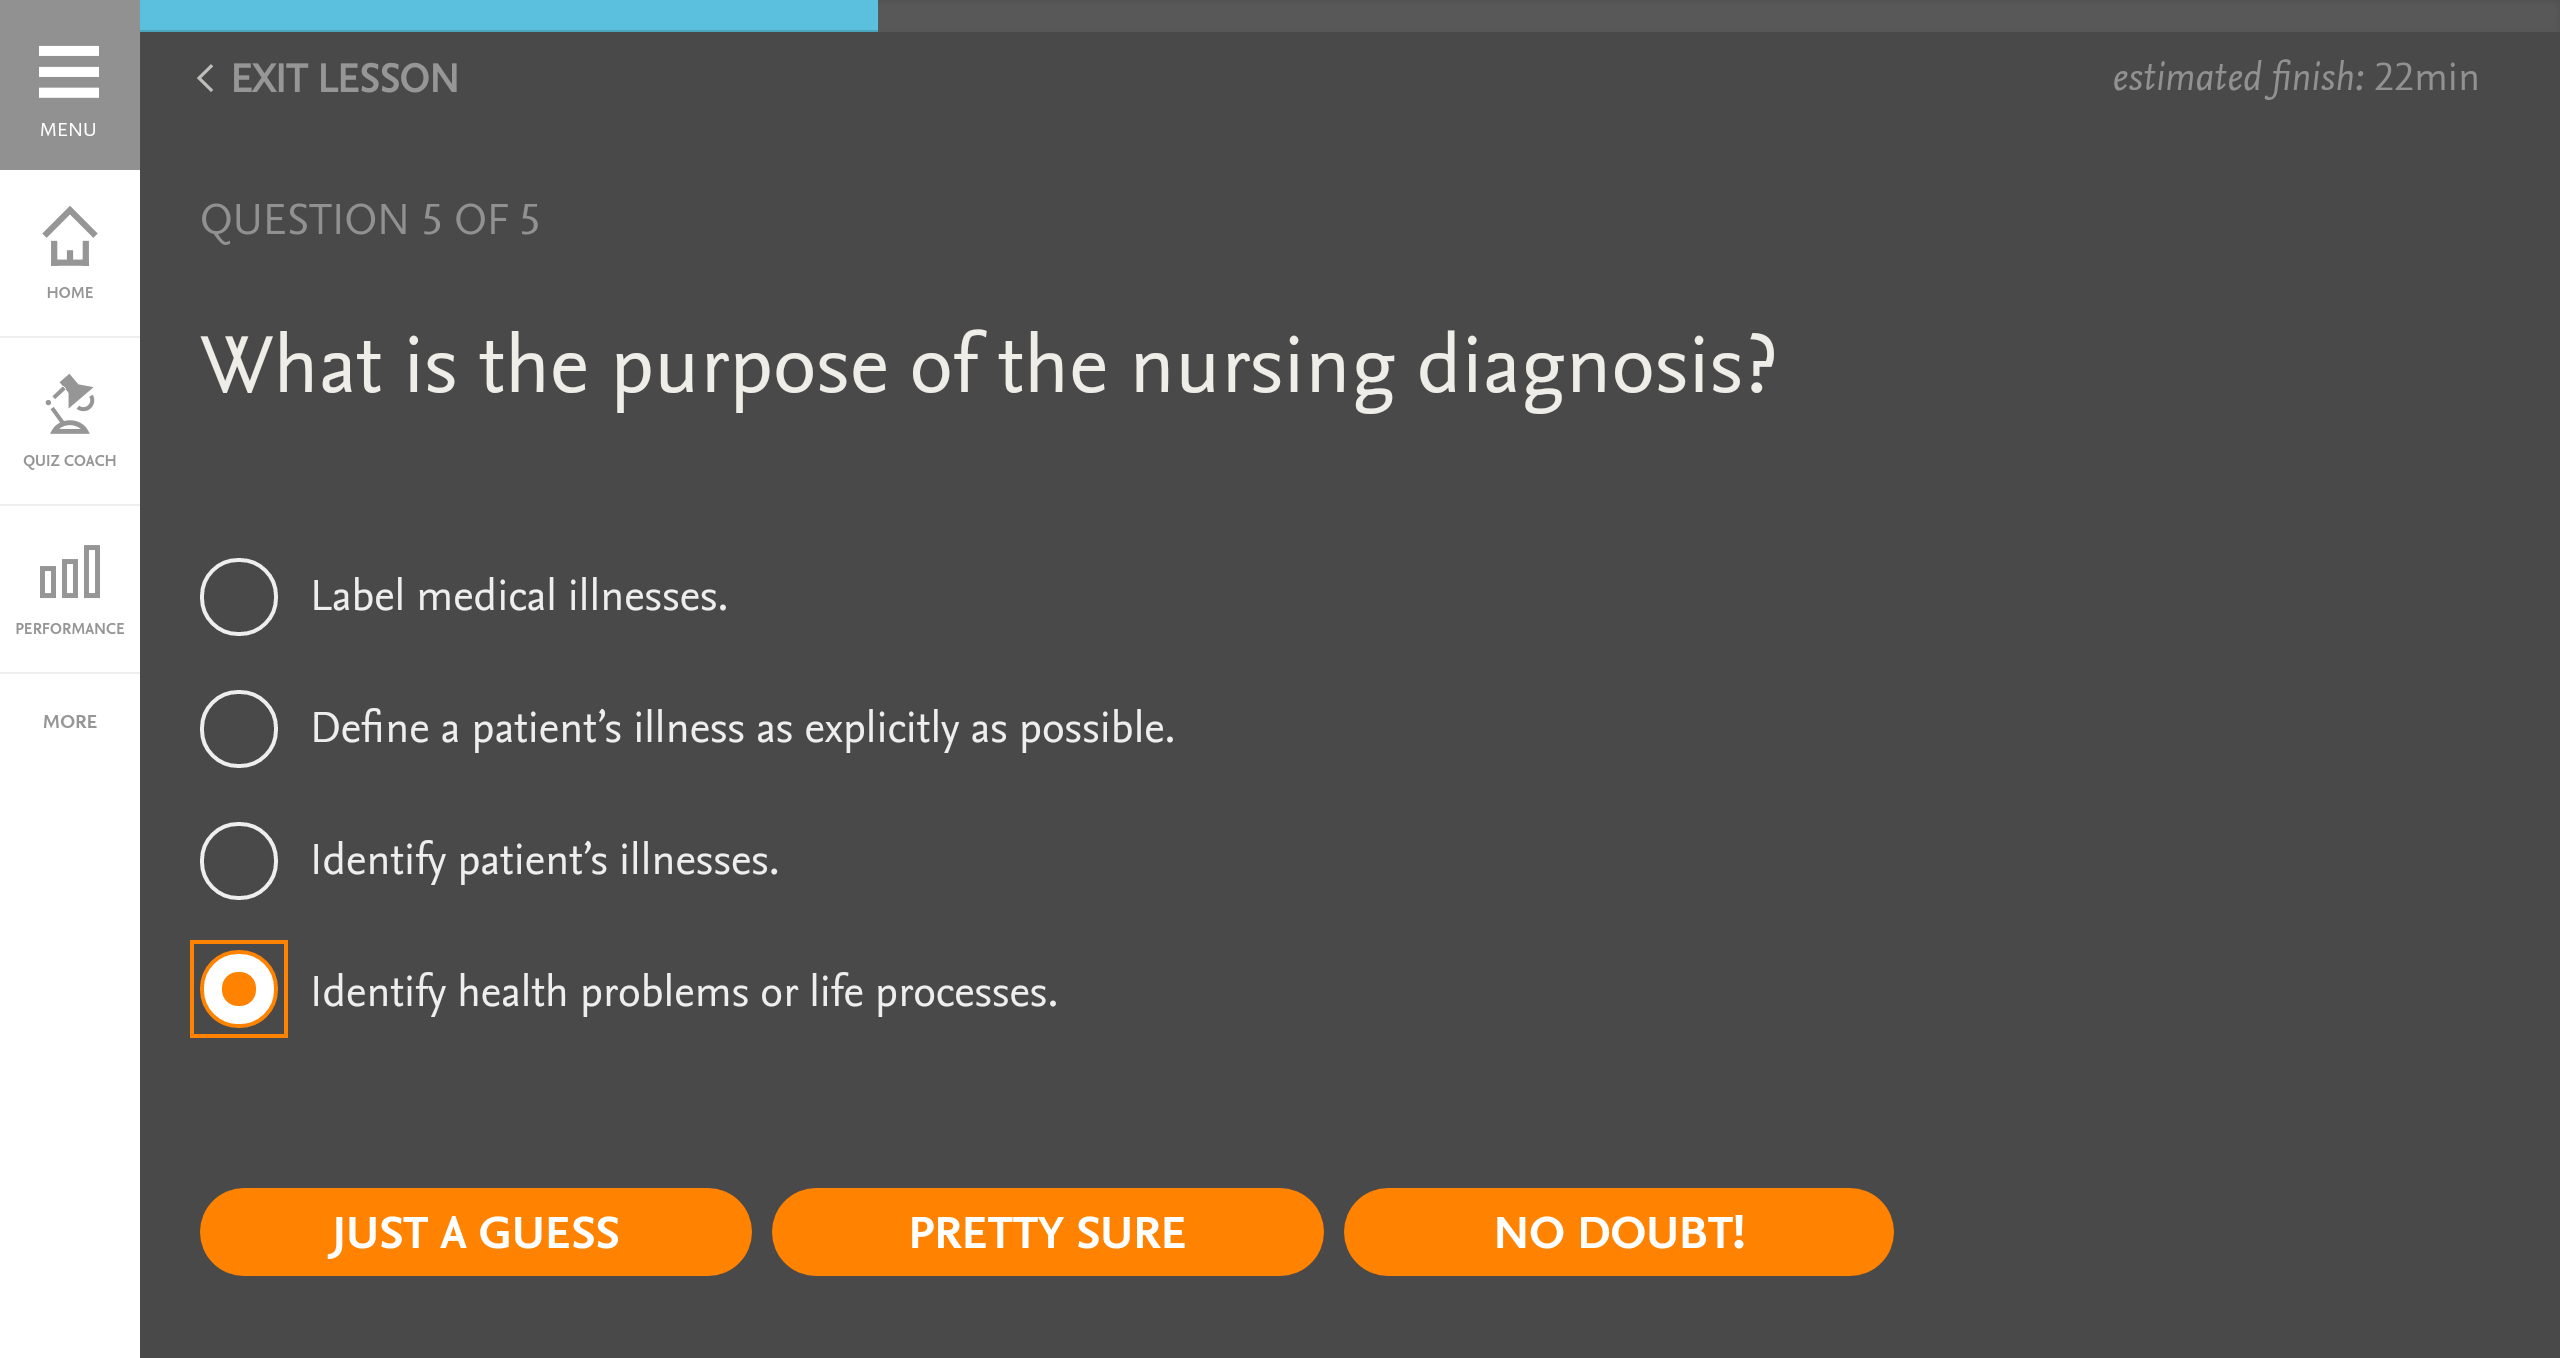 MENU
EXIT LESSON
estimated finish: 22min
HOME
QUIZ COACH
PERFORMANCE
MORE
QUESTION 5 OF 5
What is the purpose of the nursing diagnosis?
Label medical illnesses.
Define a patient’s illness as explicitly as possible.
Identify patient’s illnesses.
Identify health problems or life processes.
JUST A GUESS
PRETTY SURE
NO DOUBT!